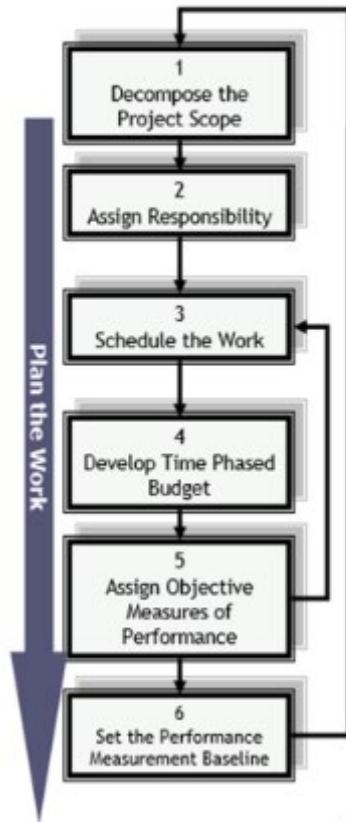 1
Decompose the
Project Scope
2
Assign Responsibility
3
Schedule the Work
4
Develop Time Phased
Budget
5
Assign Objective
Measures of
Performance
6
Set the Performance
Measurement Baseline
Plan the Work